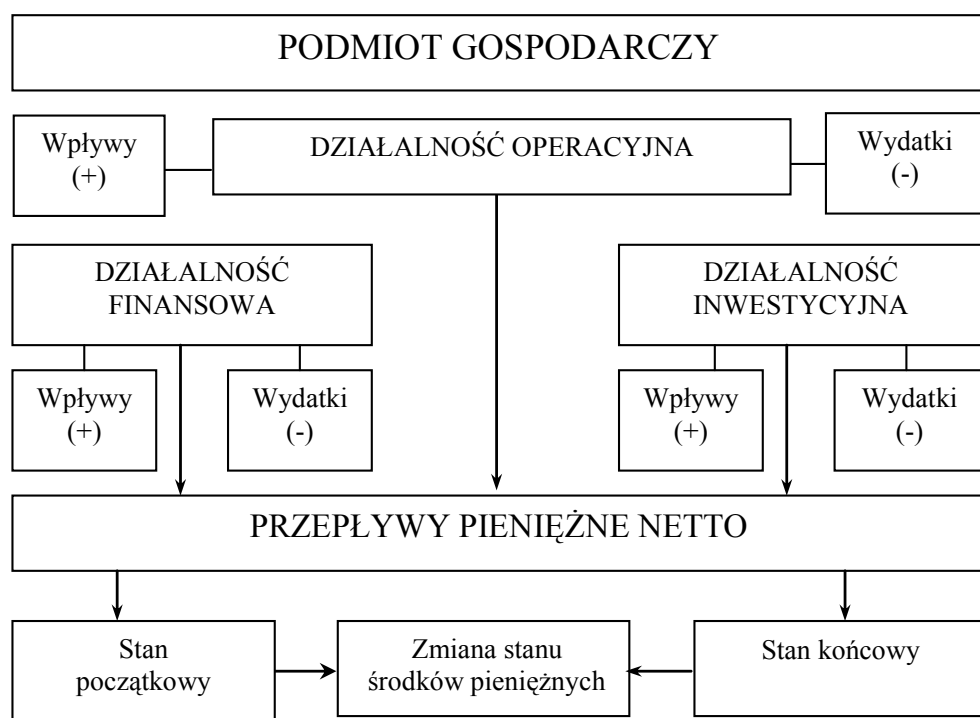 PODMIOT GOSPODARCZY
Wpływy
(+)
DZIAŁALNOŚĆ OPERACYJNA
Wydatki
(-)
DZIAŁALNOŚĆ
FINANSOWA
DZIAŁALNOŚĆ
INWESTYCYJNA
Wpływy
(+)
Wydatki
(-)
Wpływy
(+)
Wydatki
(-)
PRZEPŁYWY PIENIĘŻNE NETTO
Stan
początkowy
Zmiana stanu
środków pieniężnych
Stan końcowy